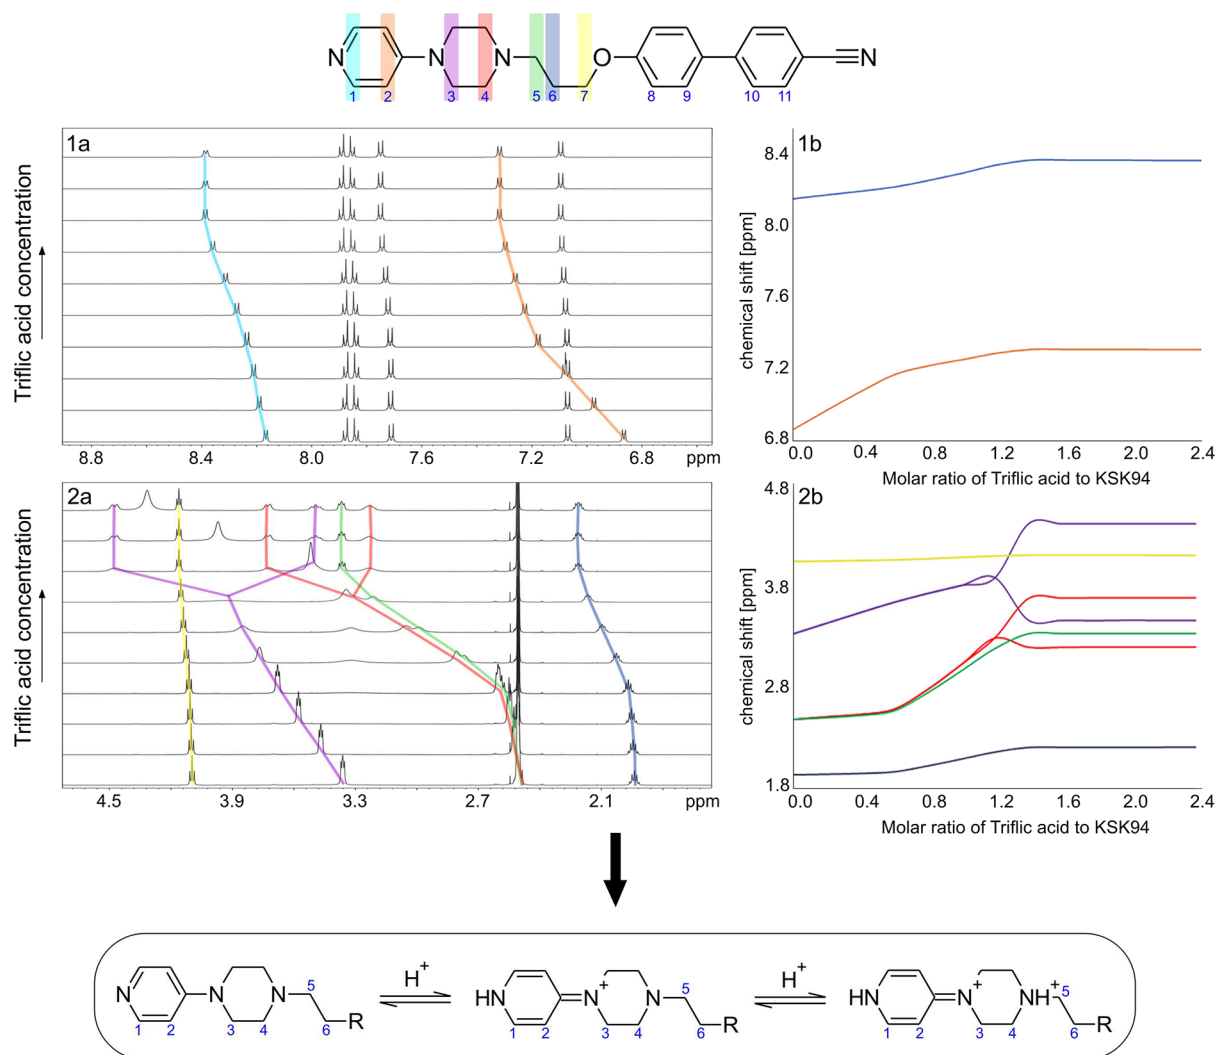 N N N O N
1 2 3 4 5 6 7 8 9 10 11
1a
Triflic acid concentration
8.8 8.4 8.0 7.6 7.2 6.8 ppm
1b
chemical shift [ppm]
8.4
8.0
7.6
7.2
6.8
0.0 0.4 0.8 1.2 1.6 2.0 2.4
Molar ratio of Triflic acid to KSK94
2a
Triflic acid concentration
4.5 3.9 3.3 2.7 2.1 ppm
2b
chemical shift [ppm]
4.8
3.8
2.8
1.8
0.0 0.4 0.8 1.2 1.6 2.0 2.4
Molar ratio of Triflic acid to KSK94
N N N R
1 2 3 4 5 6
H+
HN N+ N R
1 2 3 4 5 6
H+
HN N+ NH+ R
1 2 3 4 5 6